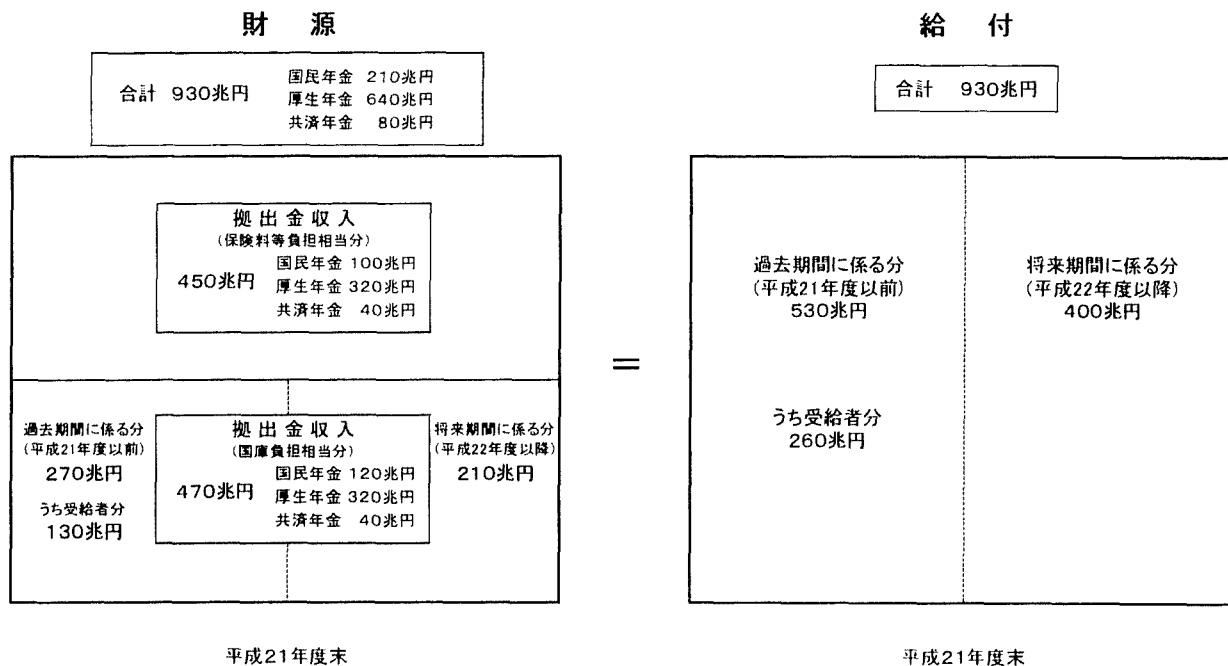 財 源
合計 930兆円
国民年金 210兆円
厚生年金 640兆円
共済年金 80兆円
拠出金収入
(保険料等負担相当分)
450兆円
国民年金 100兆円
厚生年金 320兆円
共済年金 40兆円
過去期間に係る分
(平成21年度以前)
270兆円
うち受給者分
130兆円
拠出金収入
(国庫負担相当分)
470兆円
国民年金 120兆円
厚生年金 320兆円
共済年金 40兆円
将来期間に係る分
(平成22年度以降)
210兆円
平成21年度末
=
給 付
合計 930兆円
過去期間に係る分
(平成21年度以前)
530兆円
うち受給者分
260兆円
将来期間に係る分
(平成22年度以降)
400兆円
平成21年度末